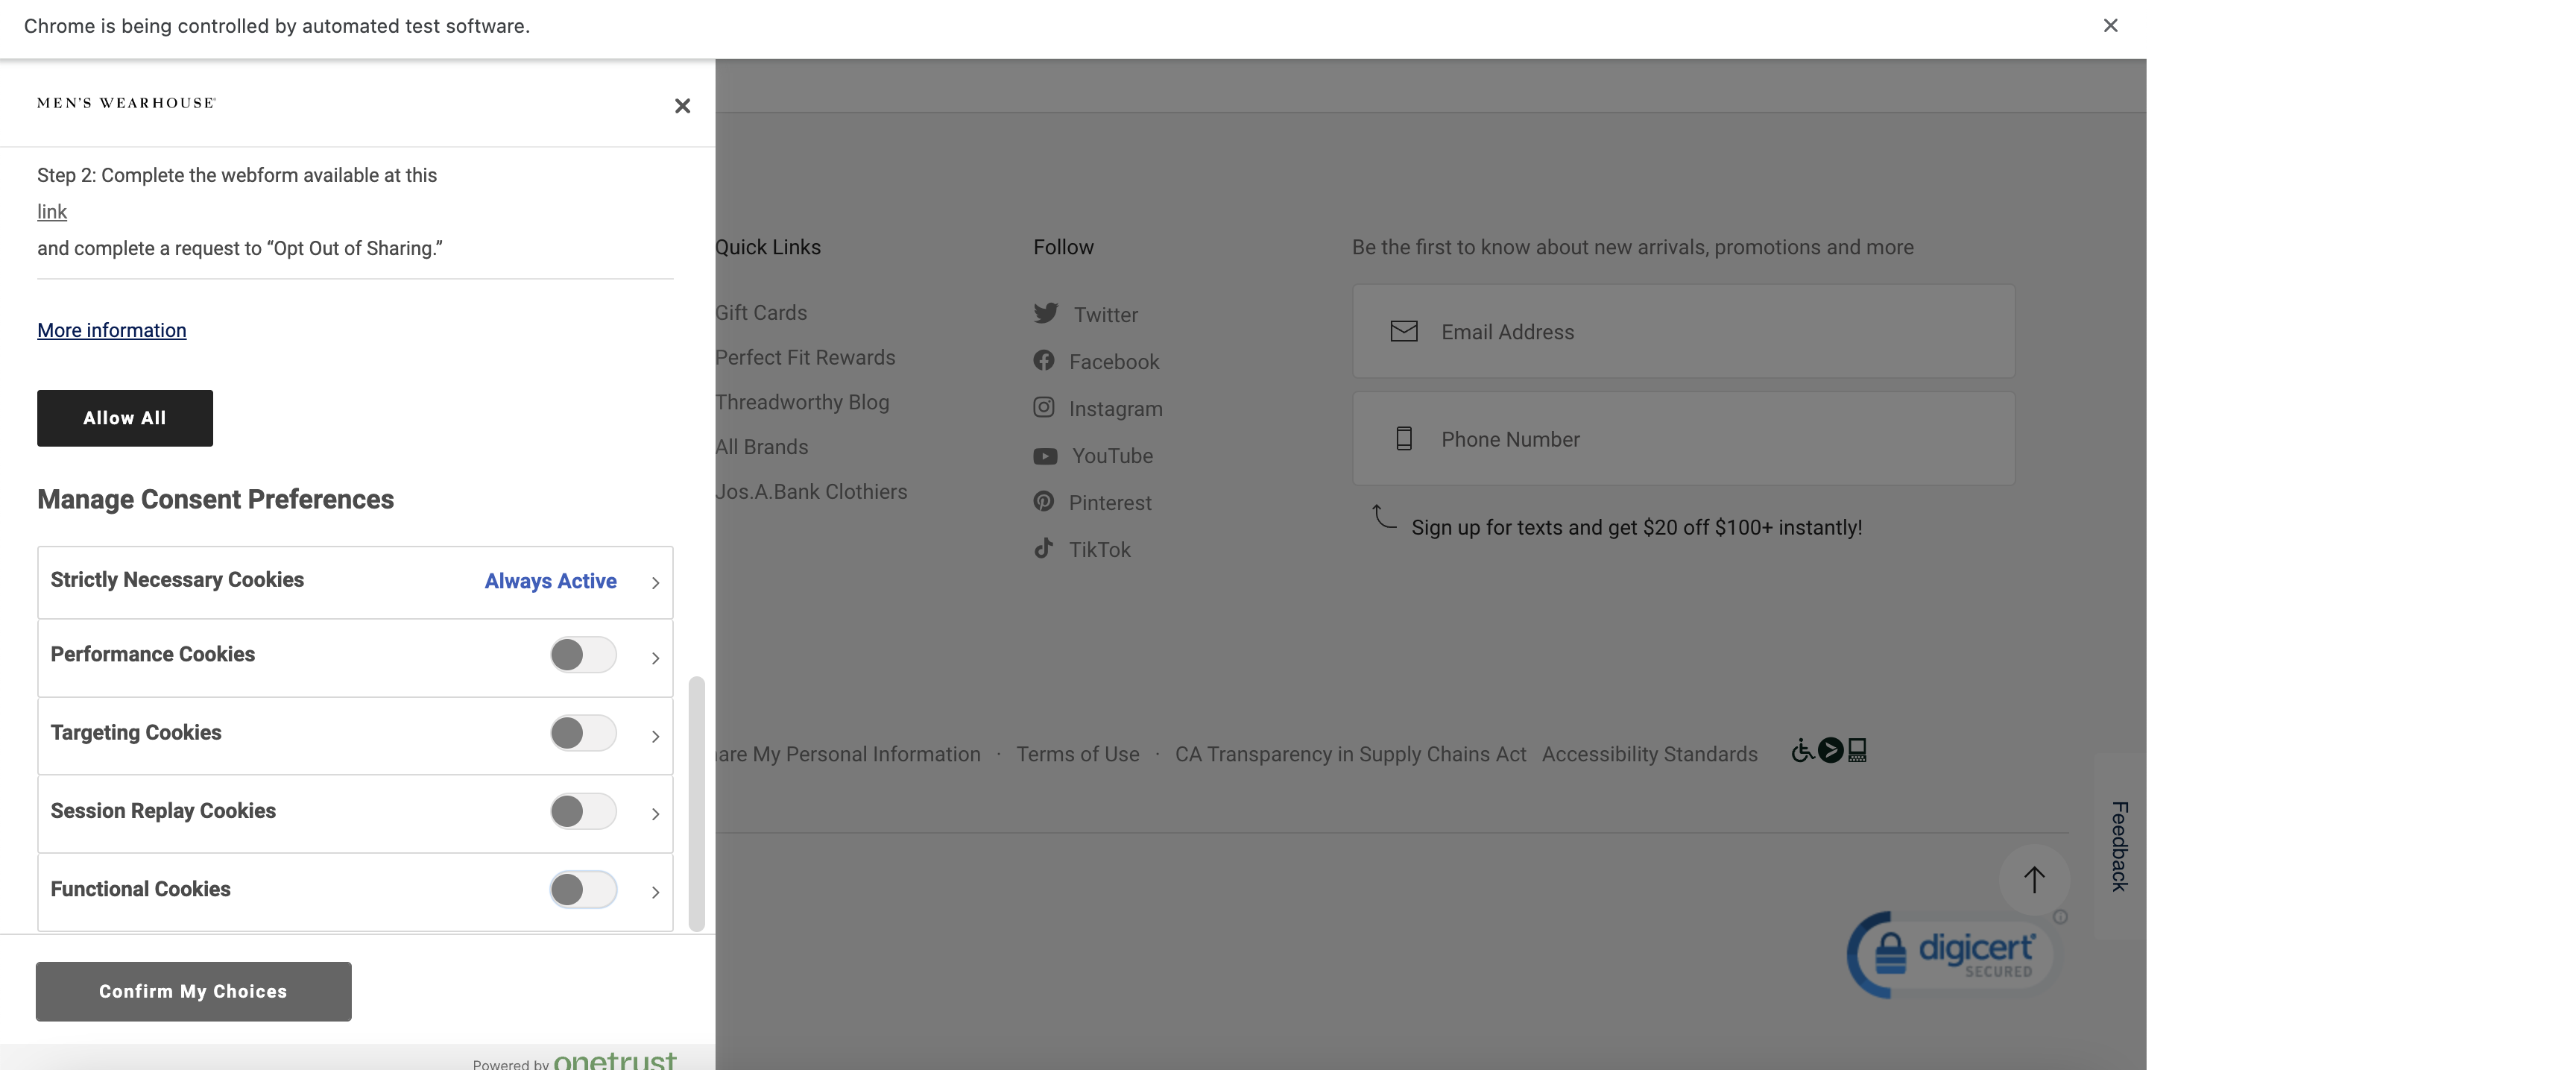 Chrome is being controlled by automated test software.
MEN'S WEARHOUSE®
Step 2: Complete the webform available at this
link
and complete a request to “Opt Out of Sharing.”
More information
Allow All
Manage Consent Preferences
Strictly Necessary Cookies Always Active
Performance Cookies
Targeting Cookies
Session Replay Cookies
Functional Cookies
Confirm My Choices
Powered by onetrust
Quick Links
Gift Cards
Perfect Fit Rewards
Threadworthy Blog
All Brands
Jos.A.Bank Clothiers
Follow
Twitter
Facebook
Instagram
YouTube
Pinterest
TikTok
Be the first to know about new arrivals, promotions and more
Email Address
Phone Number
Sign up for texts and get $20 off $100+ instantly!
My Personal Information · Terms of Use · CA Transparency in Supply Chains Act Accessibility Standards
Feedback
digicert®
SECURED